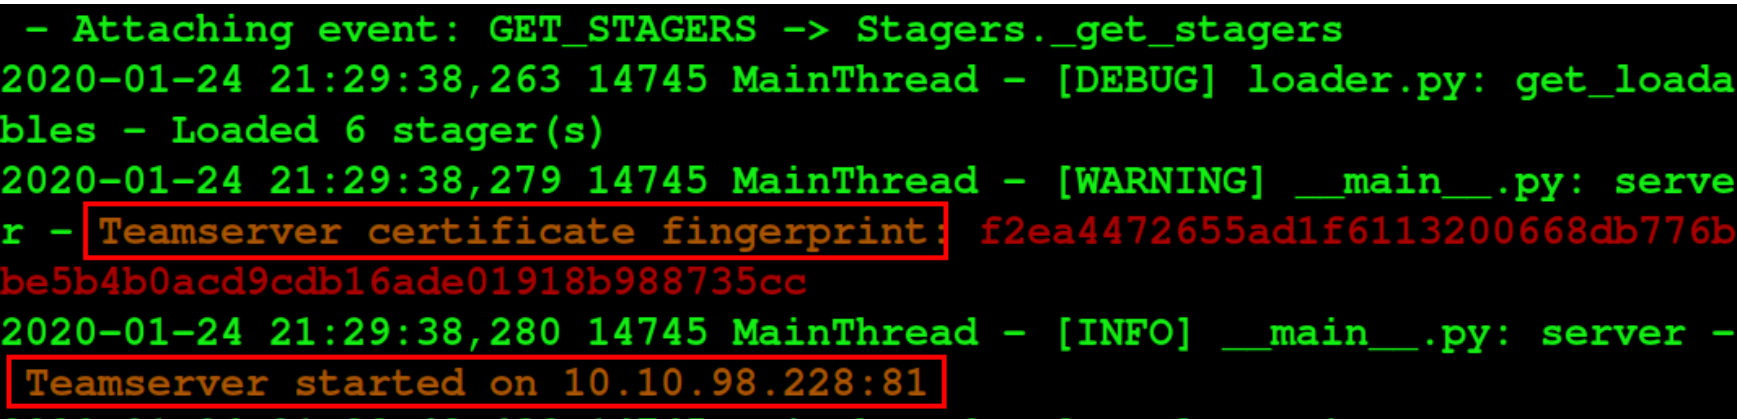 - Attaching event: GET_STAGERS -> Stagers._get_stagers
2020-01-24 21:29:38,263 14745 MainThread - [DEBUG] loader.py: get_loada
bles - Loaded 6 stager(s)
2020-01-24 21:29:38,279 14745 MainThread - [WARNING] __main__.py: serve
r - Teamserver certificate fingerprint: f2ea4472655ad1f6113200668db776b
be5b4b0acd9cdb16ade01918b988735cc
2020-01-24 21:29:38,280 14745 MainThread - [INFO] __main__.py: server -
Teamserver started on 10.10.98.228:81